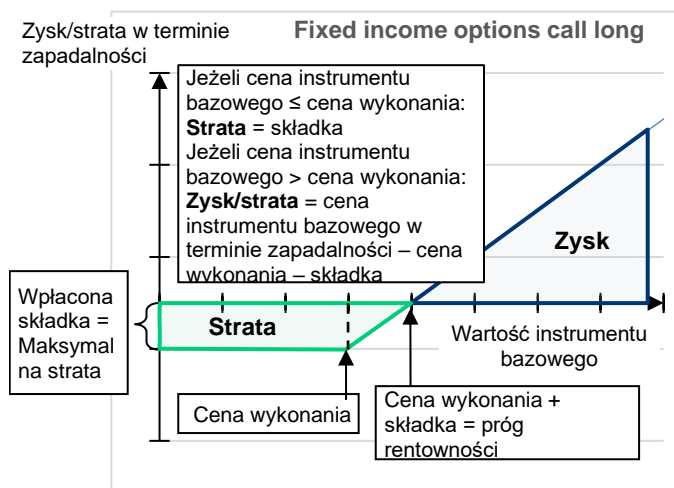 Zysk/strata w terminie
zapadalności
Fixed income options call long
Jeżeli cena instrumentu
bazowego ≤ cena wykonania:
Strata = składka
Jeżeli cena instrumentu
bazowego > cena wykonania:
Zysk/strata = cena
instrumentu bazowego w
terminie zapadalności – cena
wykonania – składka
Zysk
Wpłacona
składka =
Maksymal
na strata
Strata
Wartość instrumentu
bazowego
Cena wykonania
Cena wykonania +
składka = próg
rentowności